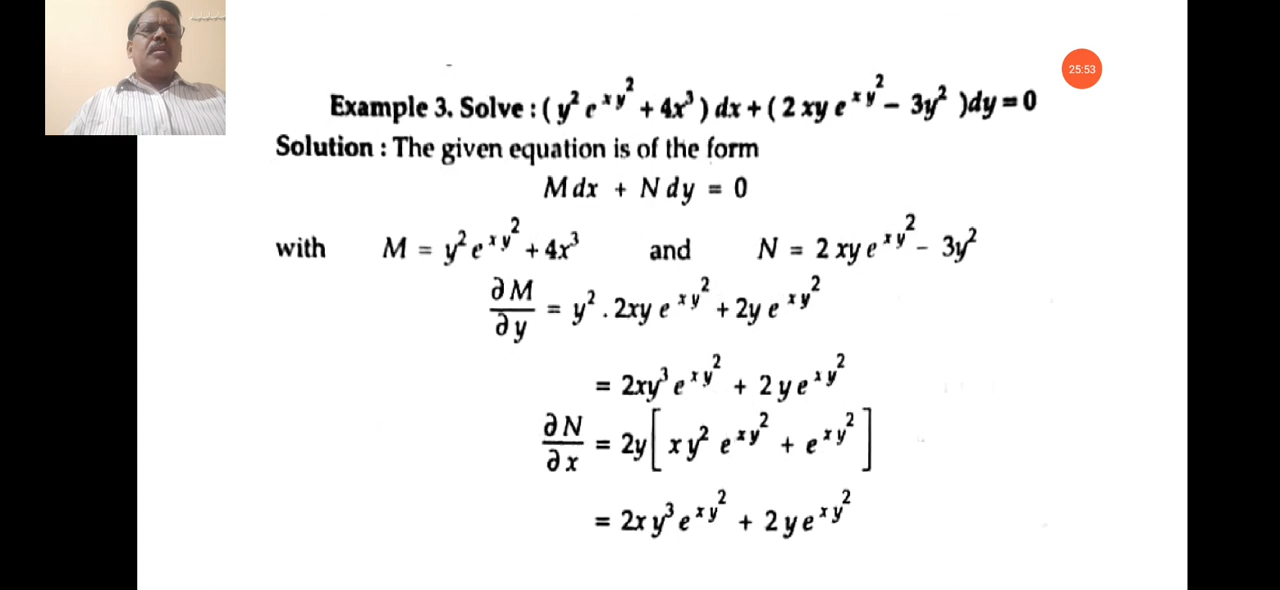 25:53
Example 3. Solve : ( y² e^{xy²} + 4x³ ) dx + ( 2 xy e^{xy²} – 3y² )dy = 0
Solution : The given equation is of the form
M dx + N dy = 0
with M = y² e^{xy²} + 4x³ and N = 2 xy e^{xy²} – 3y²
∂M/∂y = y² . 2xy e^{xy²} + 2y e^{xy²}
= 2xy³ e^{xy²} + 2 y e^{xy²}
∂N/∂x = 2y[ xy² e^{xy²} + e^{xy²} ]
= 2x y³ e^{xy²} + 2 y e^{xy²}